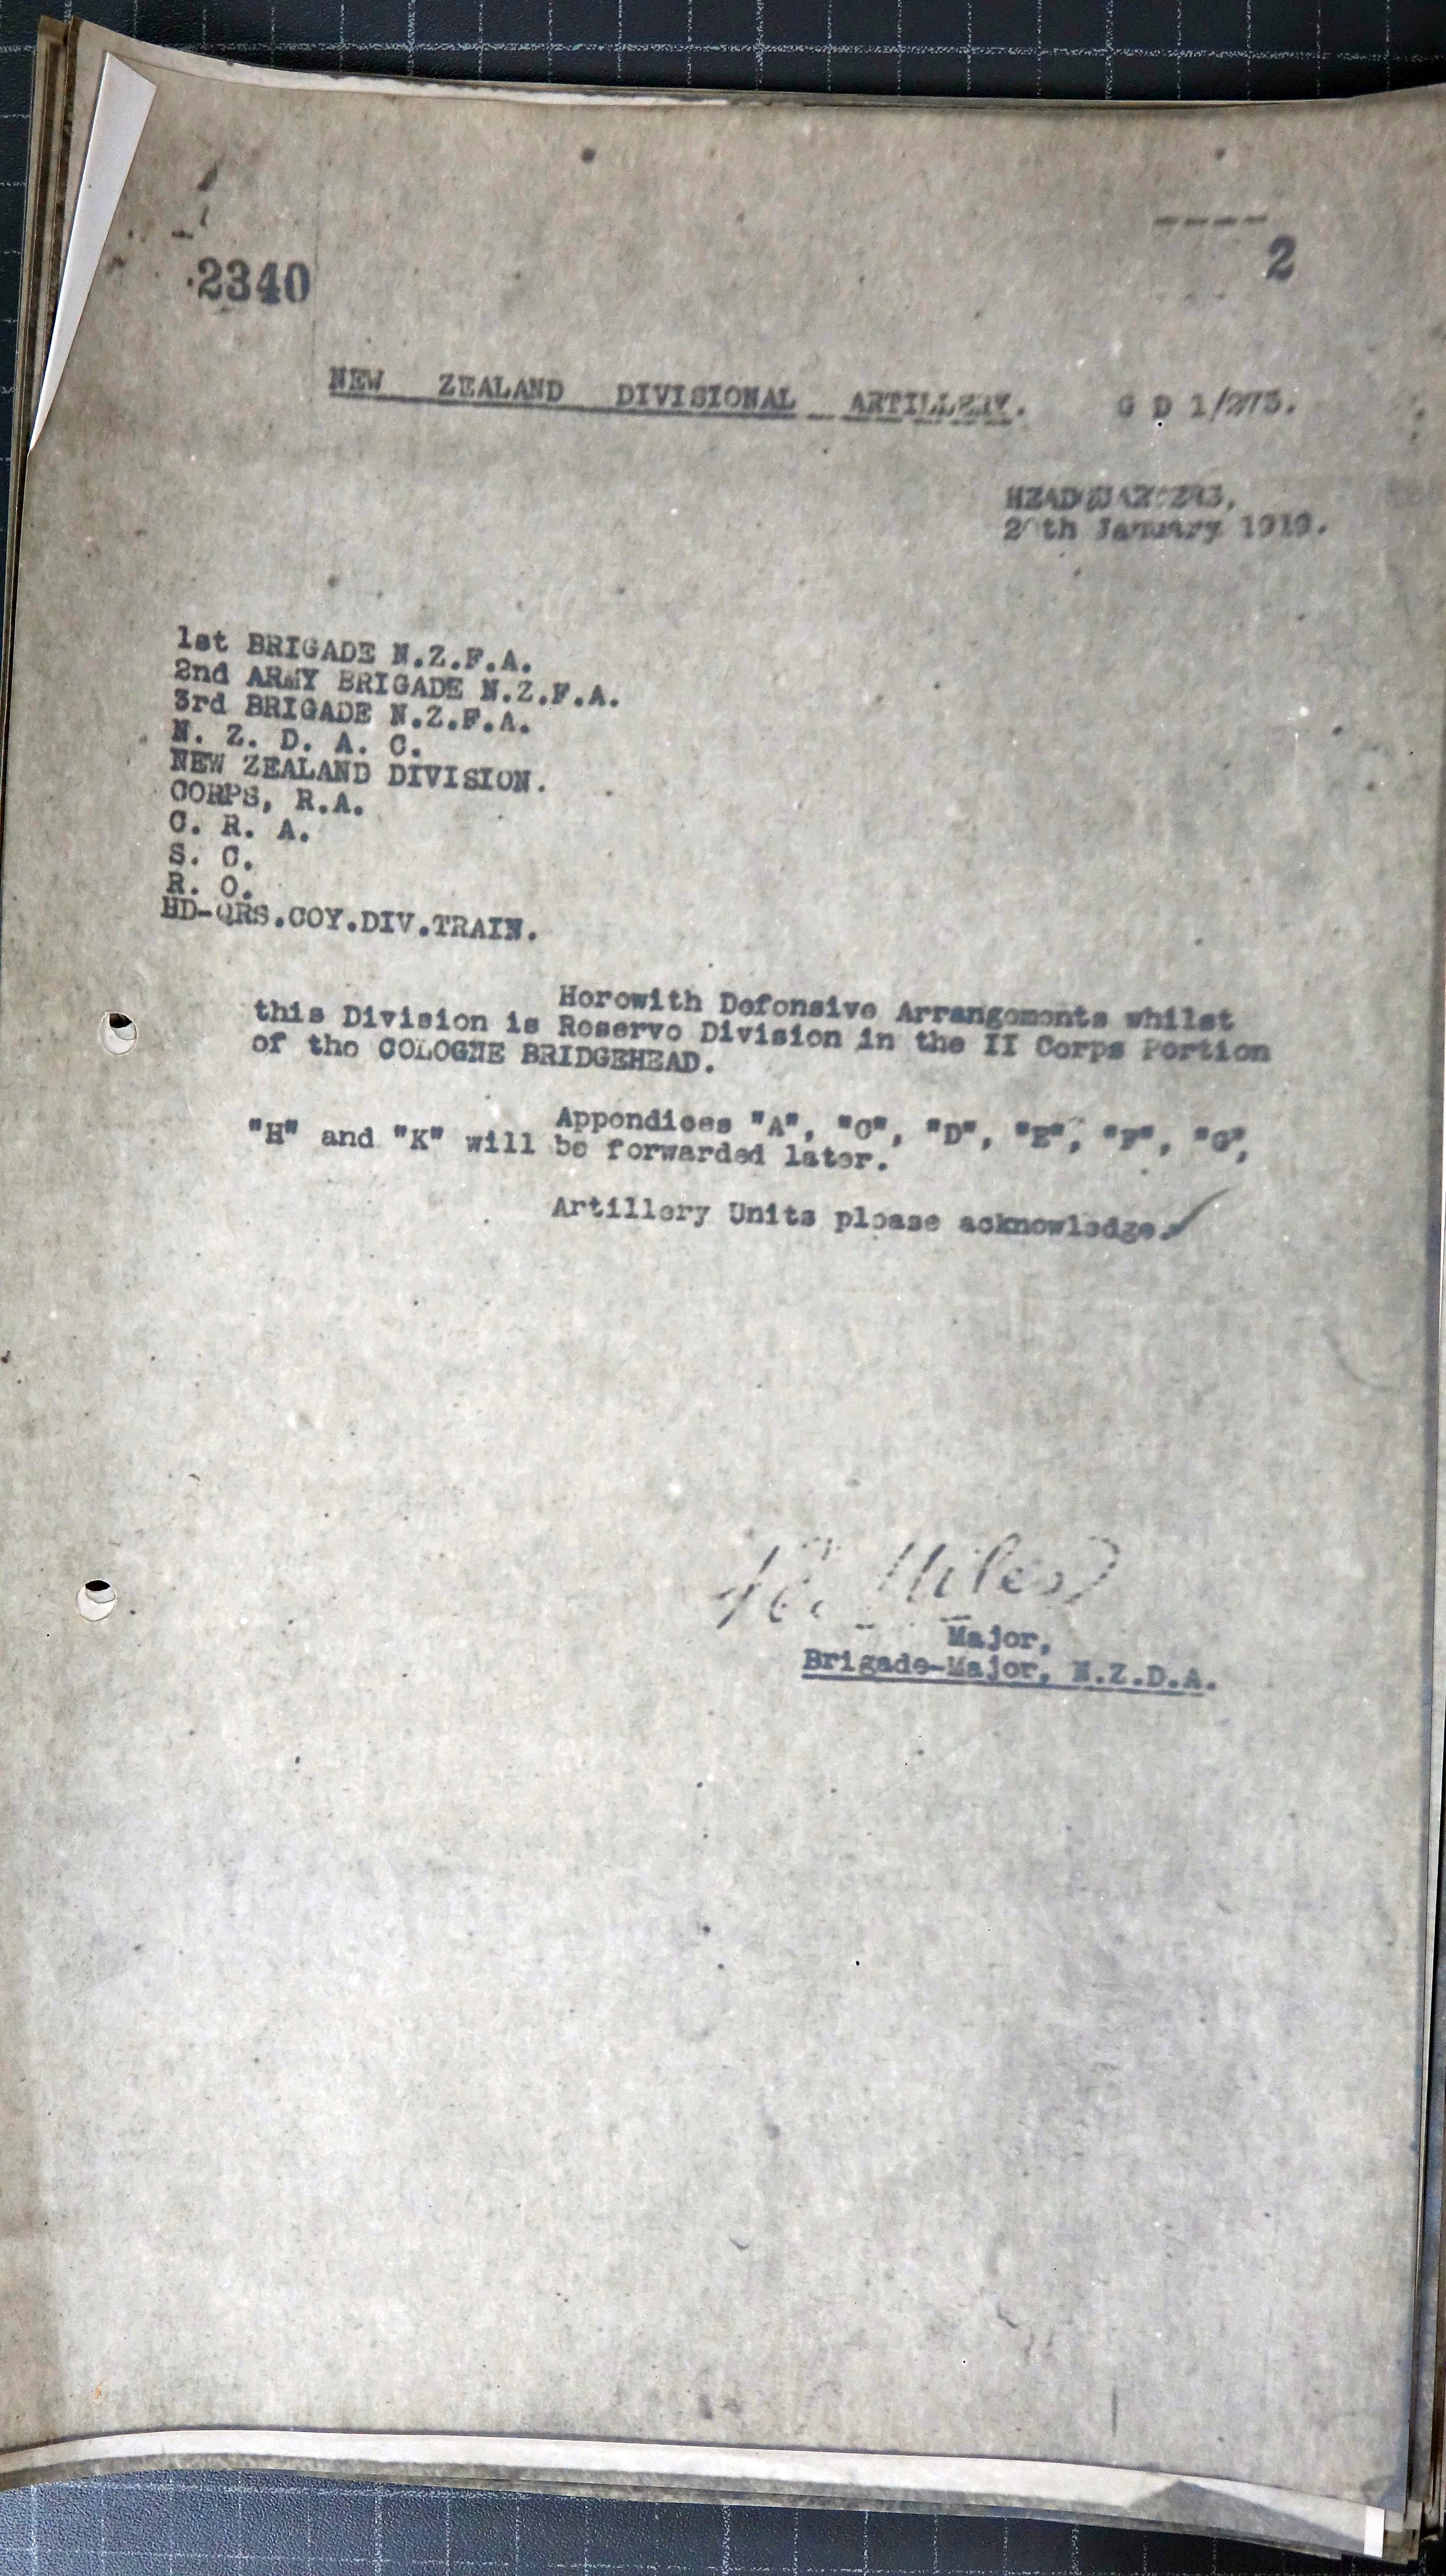 2
2340
NEW ZEALAND DIVISIONAL ARTILLERY. G D 1/273.
HEADQUARTERS,
January 1919.
1st BRIGADE N.Z.F.A.
2nd ARMY BRIGADE N.Z.F.A.
3rd BRIGADE N.Z.F.A.
N. Z. D. A. C.
NEW ZEALAND DIVISION.
CORPS, R.A.
C. R. A.
S. C.
R. O.
HD-QRS.COY.DIV.TRAIN.
Herewith Defensive Arrangements whilst
this Division is Reserve Division in the II Corps Portion
of the COLOGNE BRIDGEHEAD.
Appendices "A", "C", "D", "E", "F", "G",
"H" and "K" will be forwarded later.
Artillery Units please acknowledge.
Miles
Major,
Brigade-Major, N.Z.D.A.